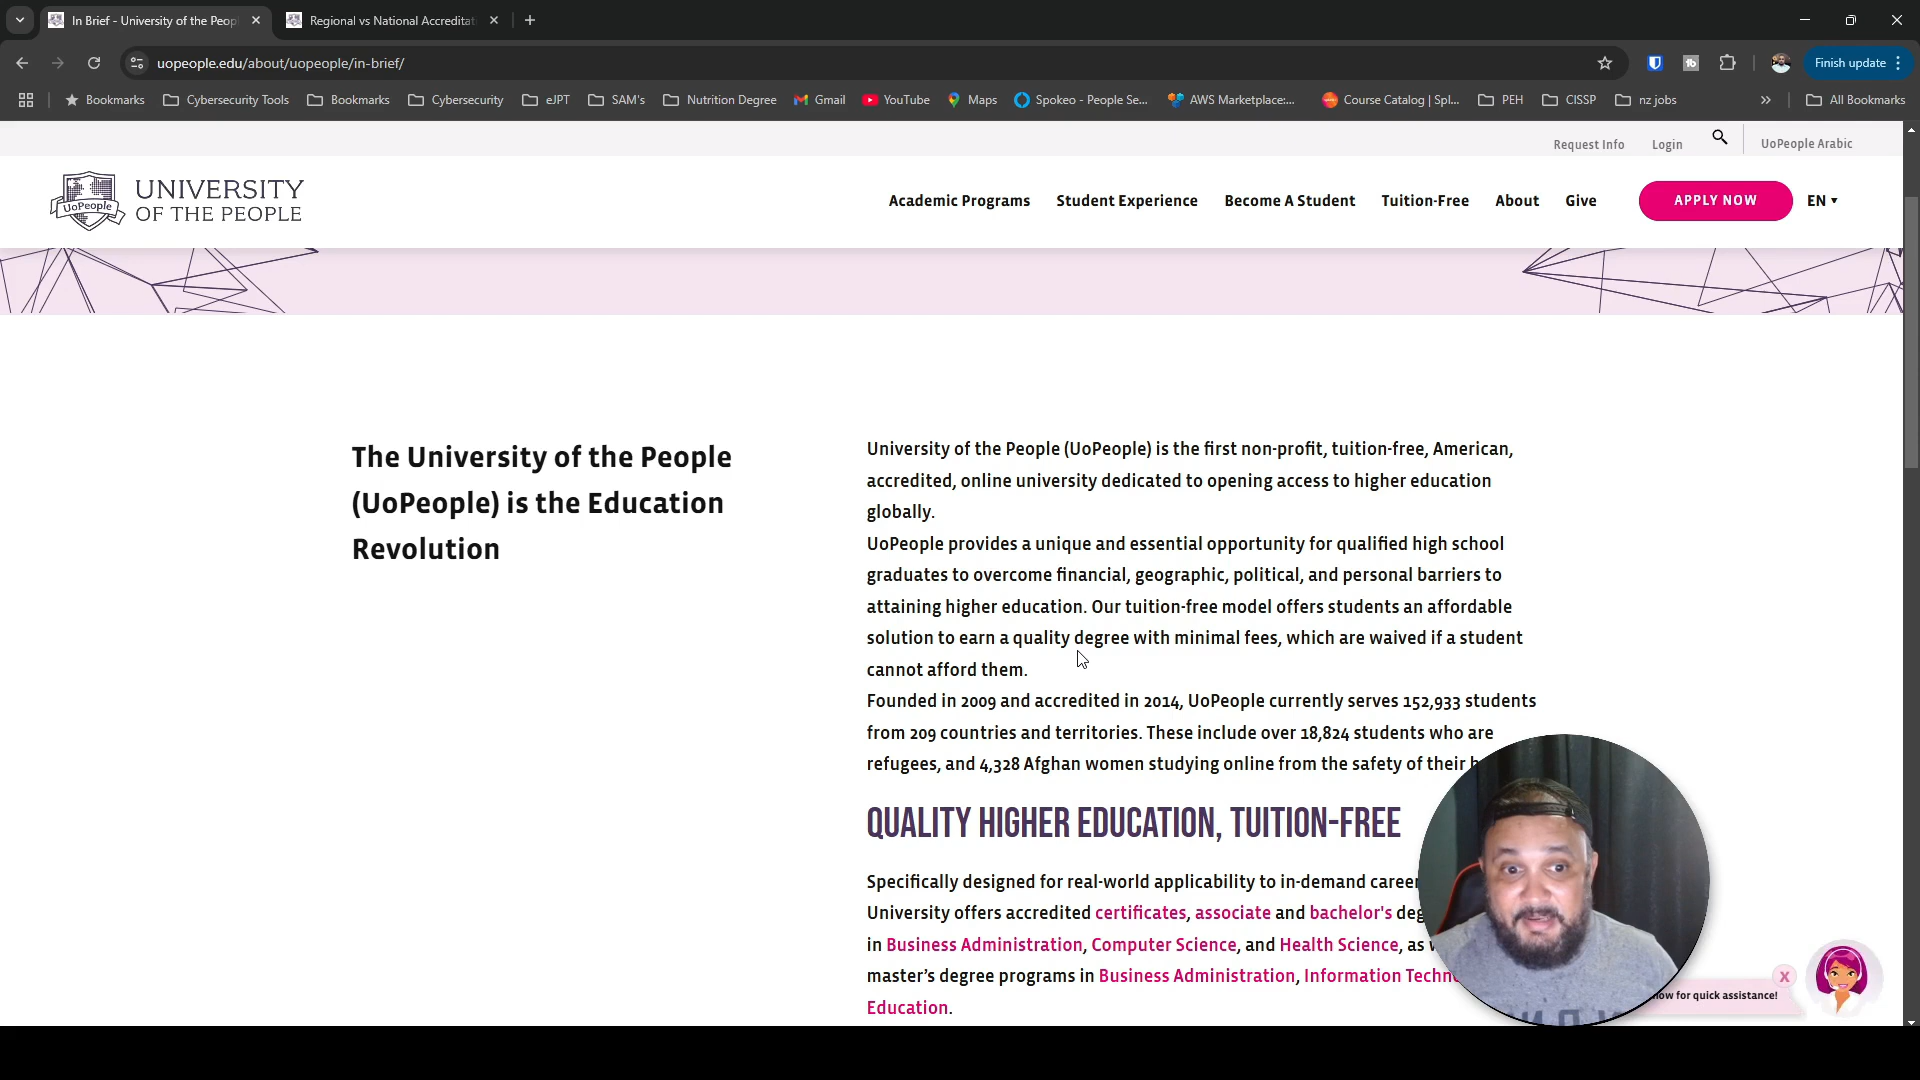 In Brief - University of the Peop
Regional vs National Accreditat
uopeople.edu/about/uopeople/in-brief/
Finish update
Bookmarks
Cybersecurity Tools
Bookmarks
Cybersecurity
eJPT
SAM's
Nutrition Degree
Gmail
YouTube
Maps
Spokeo - People Se...
AWS Marketplace:...
Course Catalog | Spl...
PEH
CISSP
nz jobs
All Bookmarks
Request Info
Login
UoPeople Arabic
UoPeople
UNIVERSITY
OF THE PEOPLE
Academic Programs
Student Experience
Become A Student
Tuition-Free
About
Give
APPLY NOW
EN
The University of the People
(UoPeople) is the Education
Revolution
University of the People (UoPeople) is the first non-profit, tuition-free, American,
accredited, online university dedicated to opening access to higher education
globally.
UoPeople provides a unique and essential opportunity for qualified high school
graduates to overcome financial, geographic, political, and personal barriers to
attaining higher education. Our tuition-free model offers students an affordable
solution to earn a quality degree with minimal fees, which are waived if a student
cannot afford them.
Founded in 2009 and accredited in 2014, UoPeople currently serves 152,933 students
from 209 countries and territories. These include over 18,824 students who are
refugees, and 4,328 Afghan women studying online from the safety of their
QUALITY HIGHER EDUCATION, TUITION-FREE
Specifically designed for real-world applicability to in-demand career
University offers accredited certificates, associate and bachelor's deg
in Business Administration, Computer Science, and Health Science, as
master's degree programs in Business Administration, Information Techn
Education.
now for quick assistance!
X